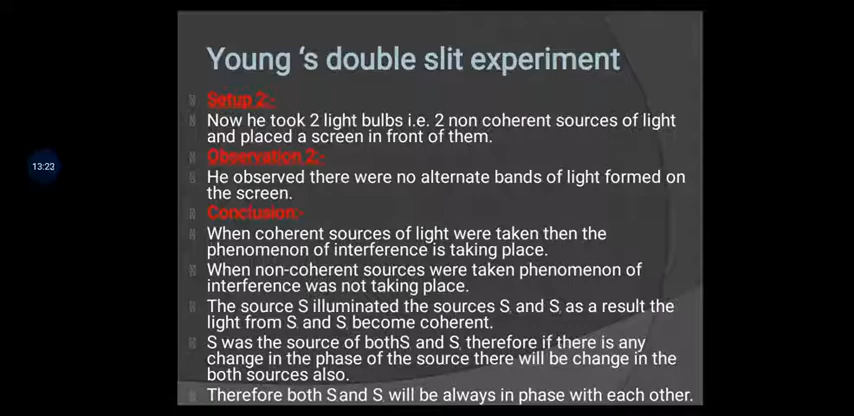 Young 's double slit experiment
Setup 2:-
Now he took 2 light bulbs i.e. 2 non coherent sources of light
and placed a screen in front of them.
13:23
Observation 2:-
He observed there were no alternate bands of light formed on
the screen.
Conclusion:-
When coherent sources of light were taken then the
phenomenon of interference is taking place.
When non-coherent sources were taken phenomenon of
interference was not taking place.
The source S illuminated the sources S and S as a result the
light from S and S become coherent.
S was the source of bothS and S therefore if there is any
change in the phase of the source there will be change in the
both sources also.
Therefore both S and S will be always in phase with each other.